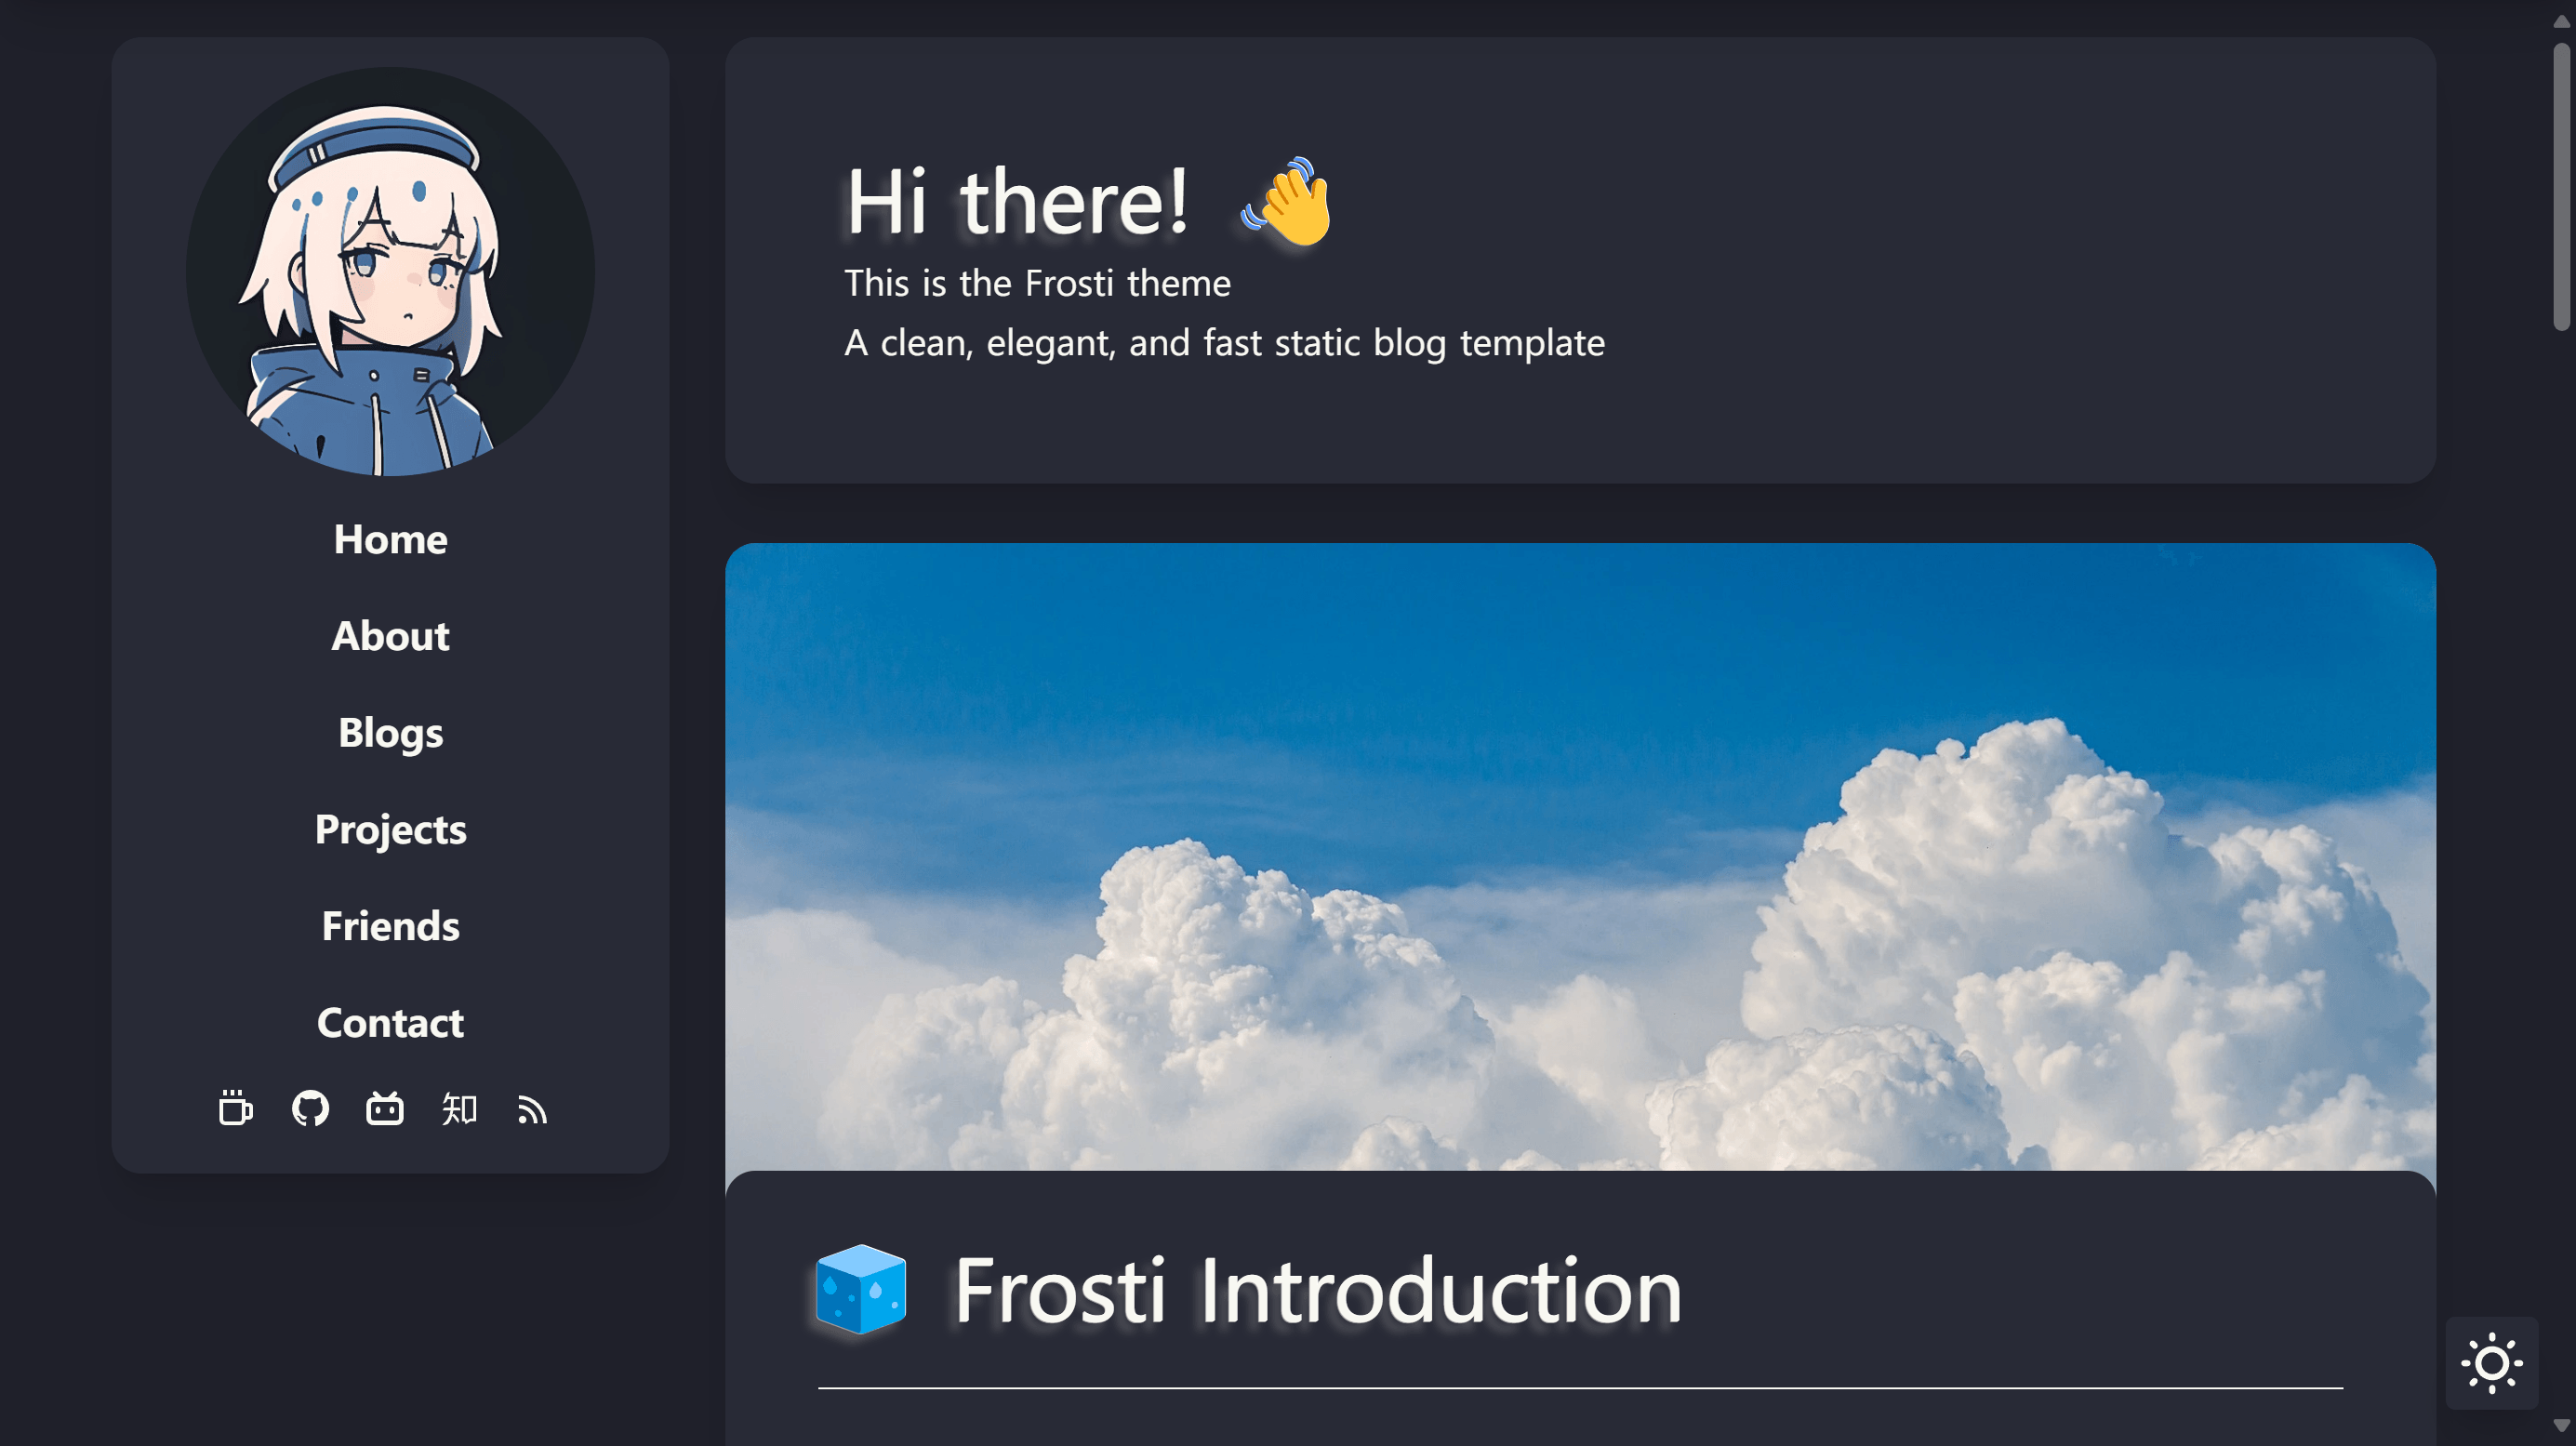 Home
About
Blogs
Projects
Friends
Contact
知
Hi there! 👋
This is the Frosti theme
A clean, elegant, and fast static blog template
🧊 Frosti Introduction